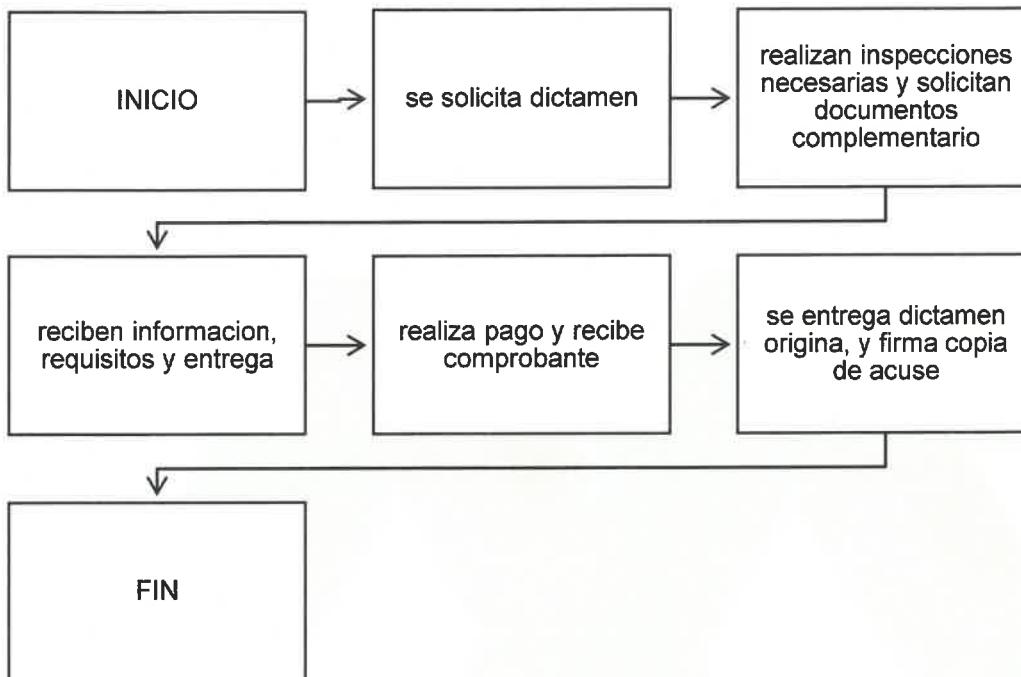 INICIO
se solicita dictamen
realizan inspecciones
necesarias y solicitan
documentos
complementario
reciben informacion,
requisitos y entrega
realiza pago y recibe
comprobante
se entrega dictamen
origina, y firma copia
de acuse
FIN